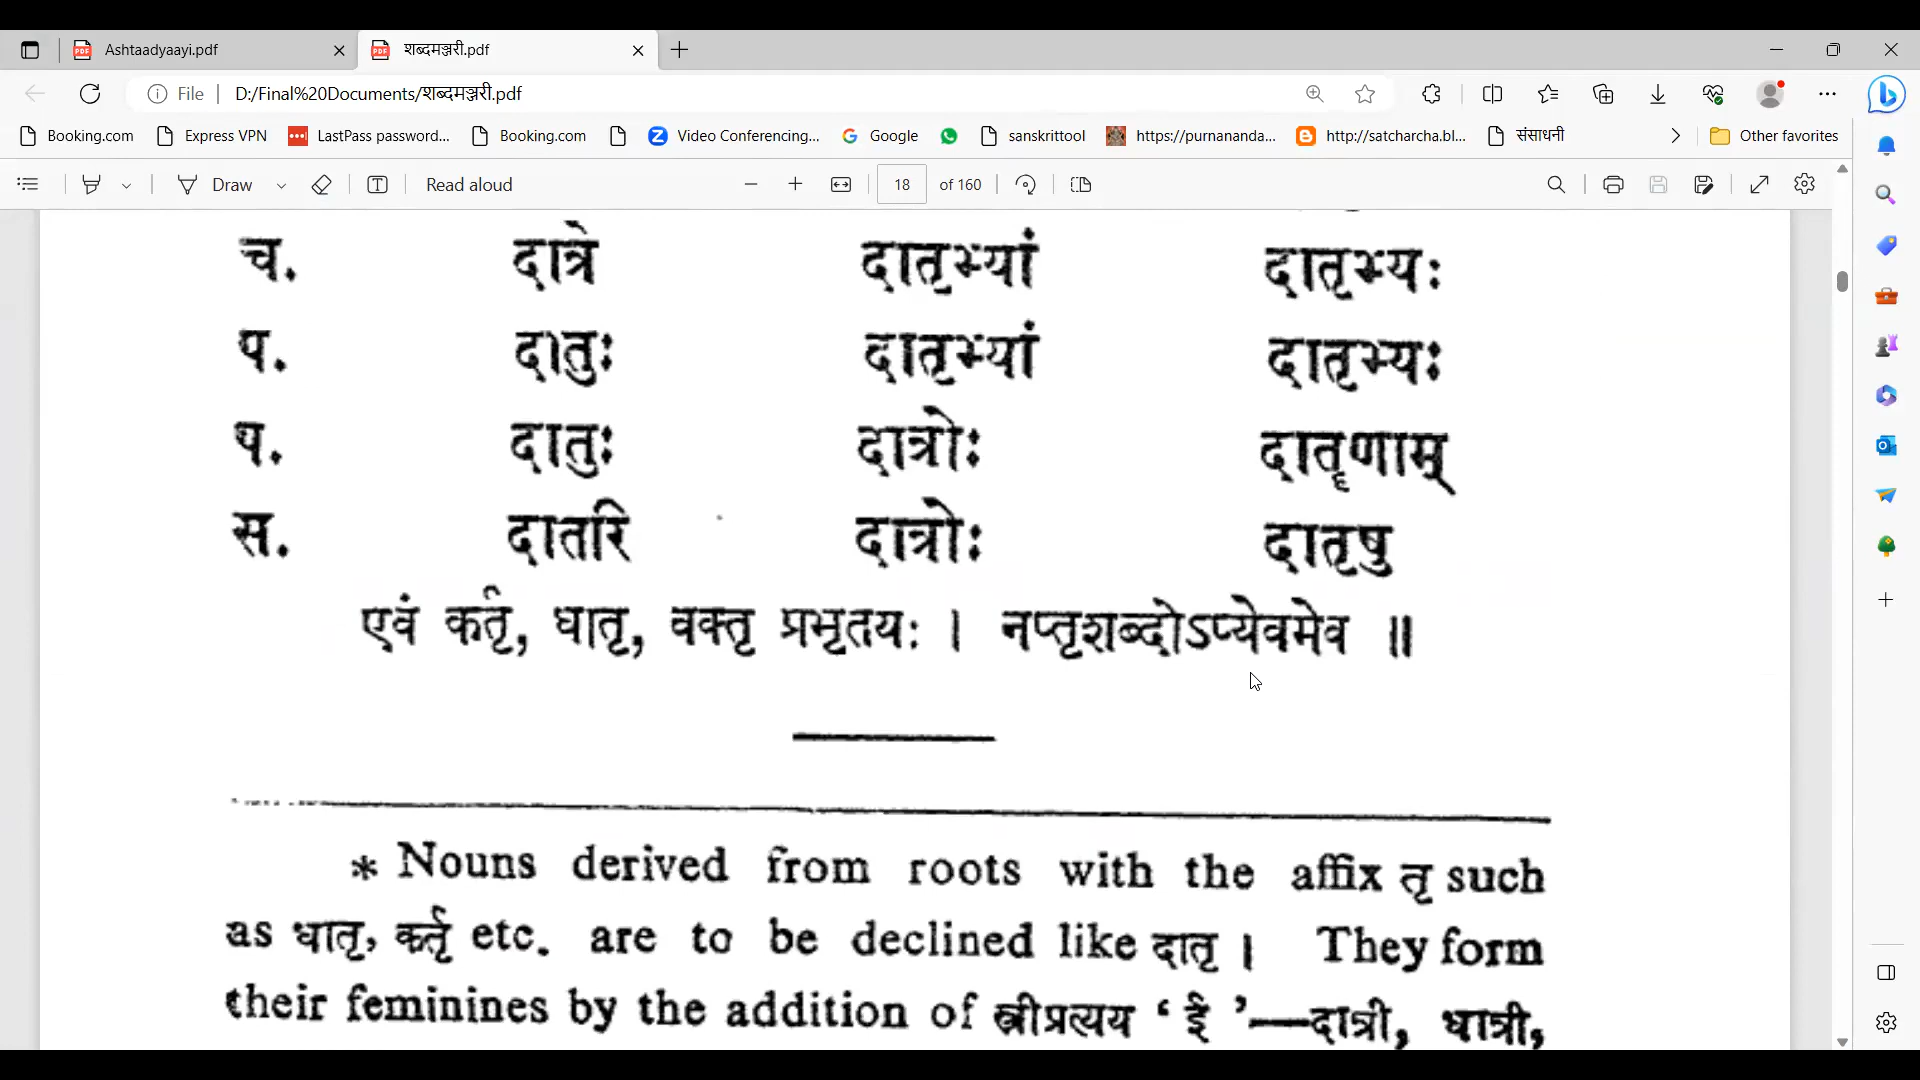 Ashtaadyaayi.pdf शब्दमञ्जरी.pdf
File D:/Final%20Documents/शब्दमञ्जरी.pdf
Booking.com Express VPN LastPass password... Booking.com Video Conferencing... Google sanskrittool https://purnananda... http://satcharcha.bl... संसाधनी Other favorites
Draw Read aloud 18 of 160
च. दात्रे दातृभ्यां दातृभ्यः
प. दातुः दातृभ्यां दातृभ्यः
ष. दातुः दात्रोः दातॄणाम्
स. दातरि दात्रोः दातृषु
एवं कर्तृ, धातृ, वक्तृ प्रभृतयः । नप्तृशब्दोऽप्येवमेव ॥
* Nouns derived from roots with the affix तृ such
as धातृ, कर्तृ etc. are to be declined like दातृ । They form
their feminines by the addition of स्त्रीप्रत्यय ‘ ई ’—दात्री, धात्री,